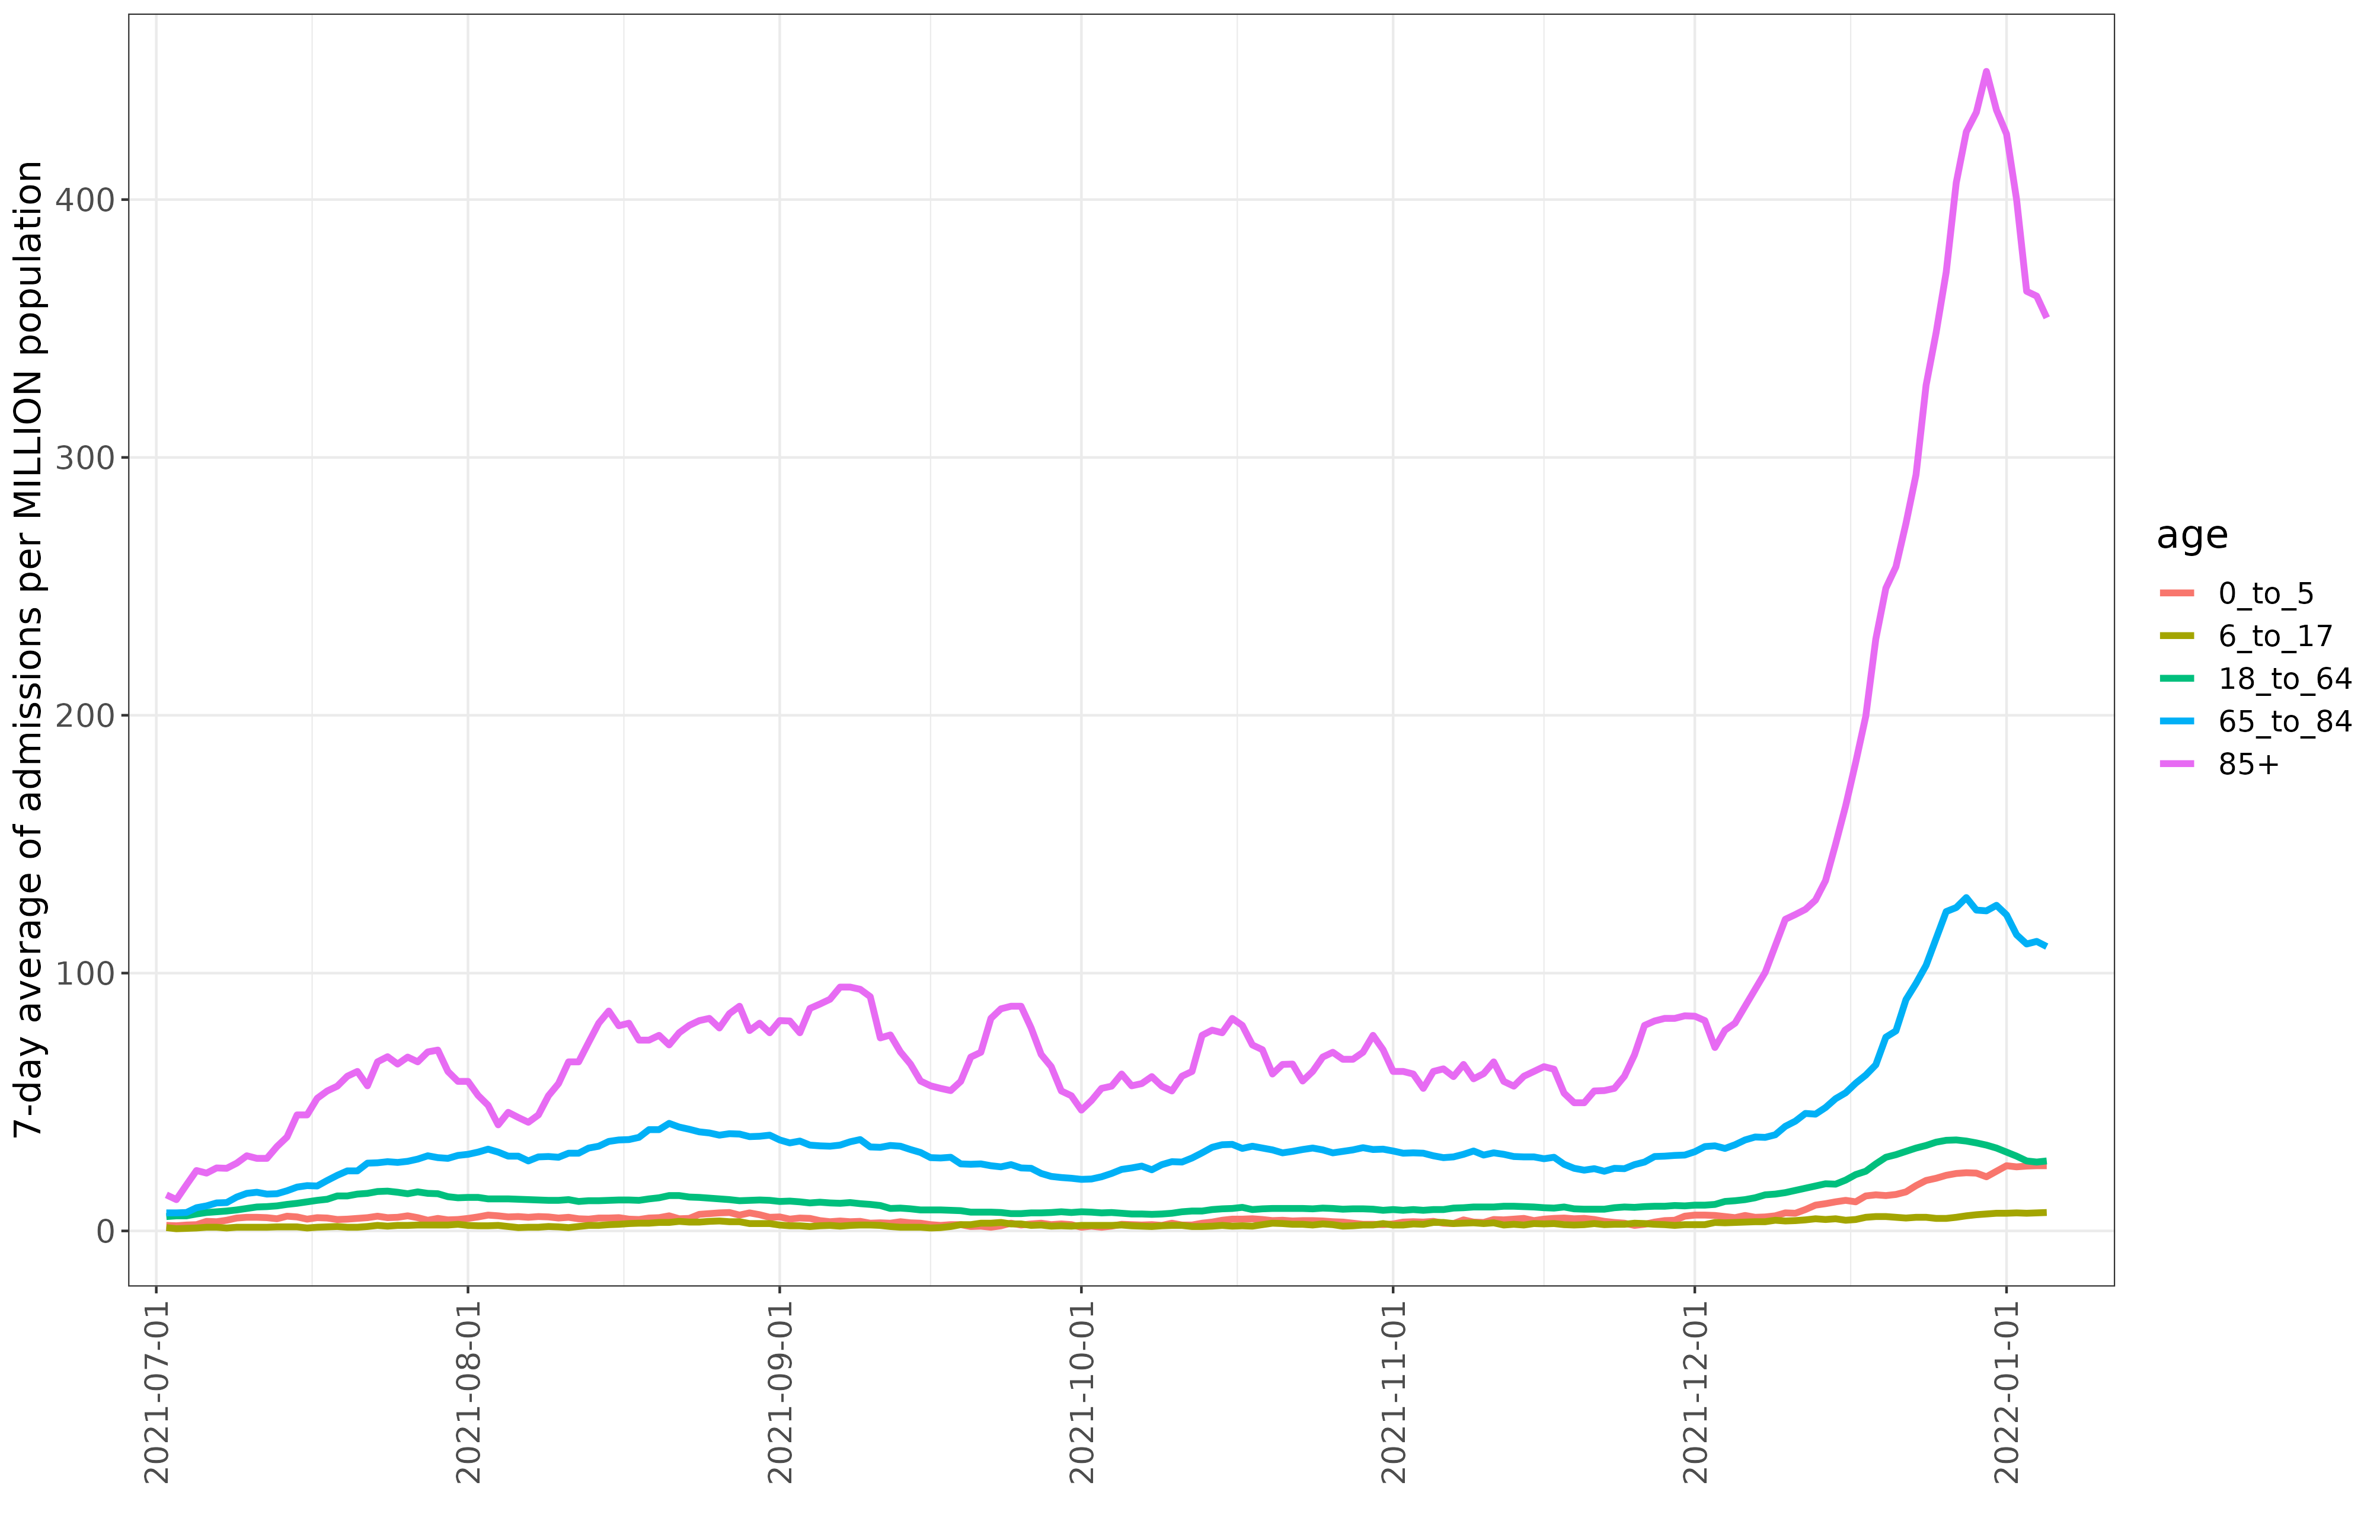 7-day average of admissions per MILLION population
400
300
200
100
0
2021-07-01
2021-08-01
2021-09-01
2021-10-01
2021-11-01
2021-12-01
2022-01-01
age
0_to_5
6_to_17
18_to_64
65_to_84
85+